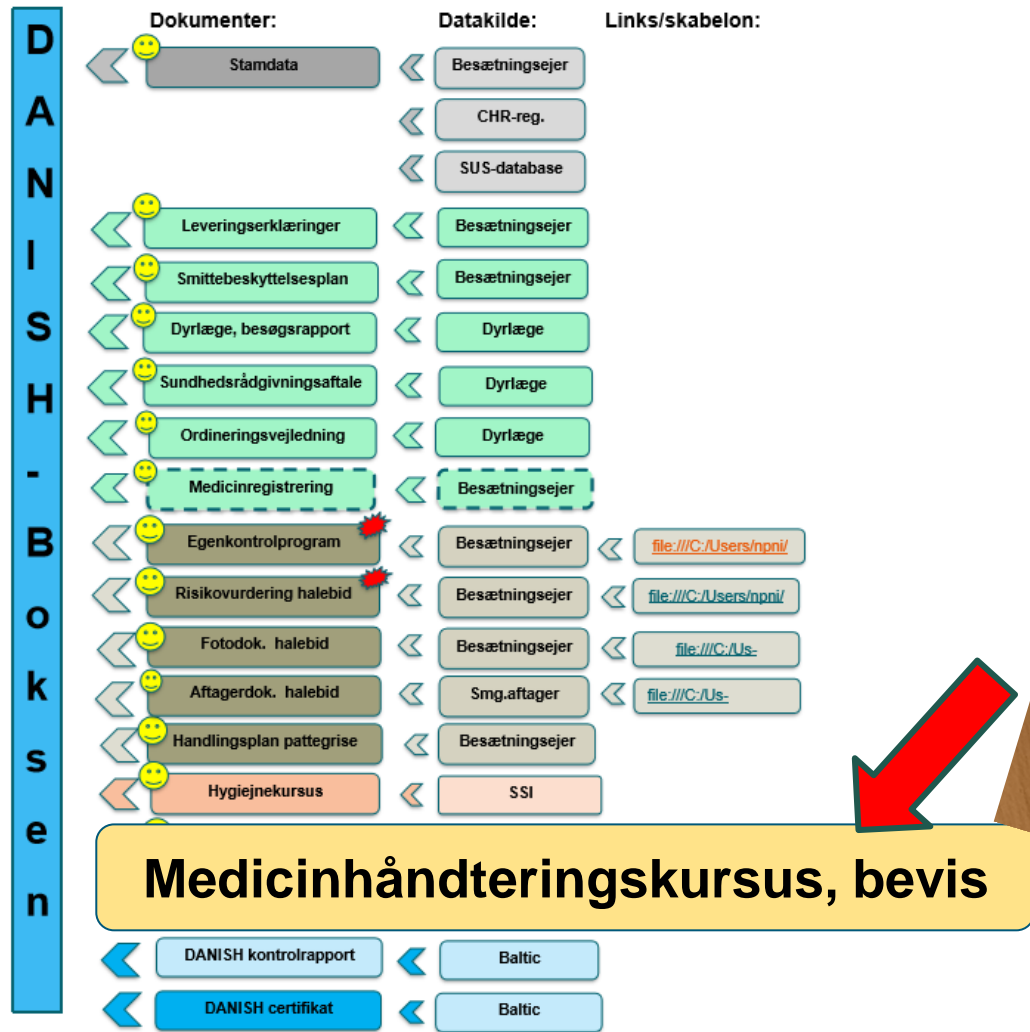 DANISH-Boksen
Dokumenter: Datakilde: Links/skabelon:
Stamdata Besætningsejer
CHR-reg.
SUS-database
Leveringserklæringer Besætningsejer
Smittebeskyttelsesplan Besætningsejer
Dyrlæge, besøgsrapport Dyrlæge
Sundhedsrådgivningsaftale Dyrlæge
Ordineringsvejledning Dyrlæge
Medicinregistrering Besætningsejer
Egenkontrolprogram Besætningsejer file:///C:/Users/npni/
Risikovurdering halebid Besætningsejer file:///C:/Users/npni/
Fotodok. halebid Besætningsejer file:///C:/Us-
Aftagerdok. halebid Smg.aftager file:///C:/Us-
Handlingsplan pattegrise Besætningsejer
Hygiejnekursus SSI
Medicinhåndteringskursus, bevis
DANISH kontrolrapport Baltic
DANISH certifikat Baltic